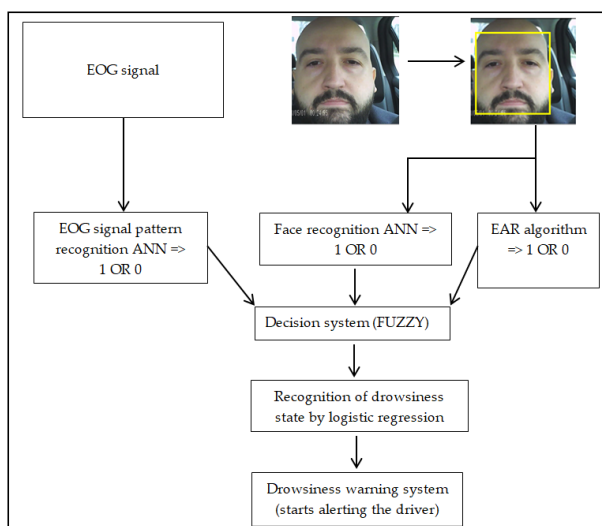 EOG signal
EOG signal pattern
recognition ANN =>
1 OR 0
Face recognition ANN =>
1 OR 0
EAR algorithm
=> 1 OR 0
Decision system (FUZZY)
Recognition of drowsiness
state by logistic regression
Drowsiness warning system
(starts alerting the driver)